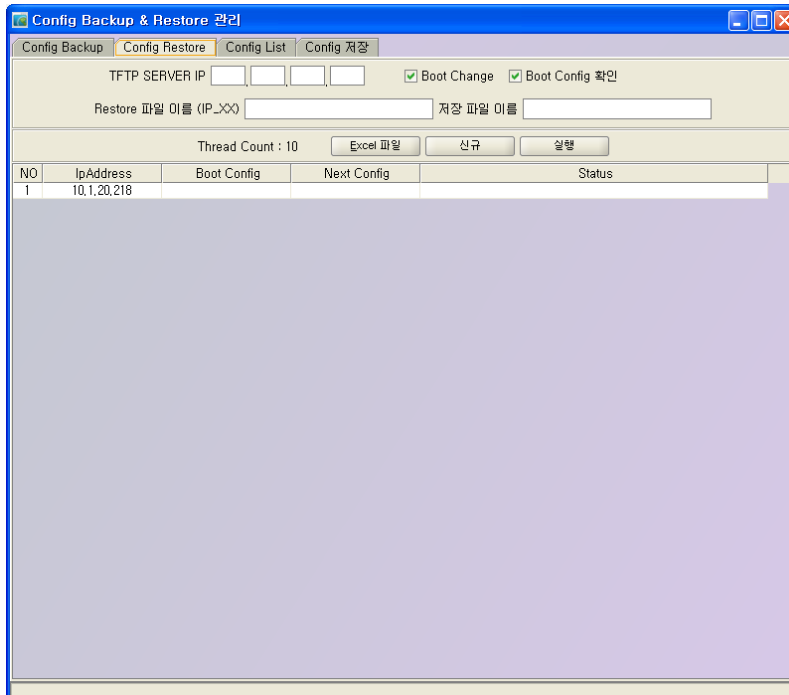 Config Backup & Restore 관리
Config Backup Config Restore Config List Config 저장
TFTP SERVER IP . . . Boot Change Boot Config 확인
Restore 파일 이름 (IP_XX) 저장 파일 이름
Thread Count : 10 Excel 파일 신규 실행
NO IpAddress Boot Config Next Config Status
1 10.1.20.218